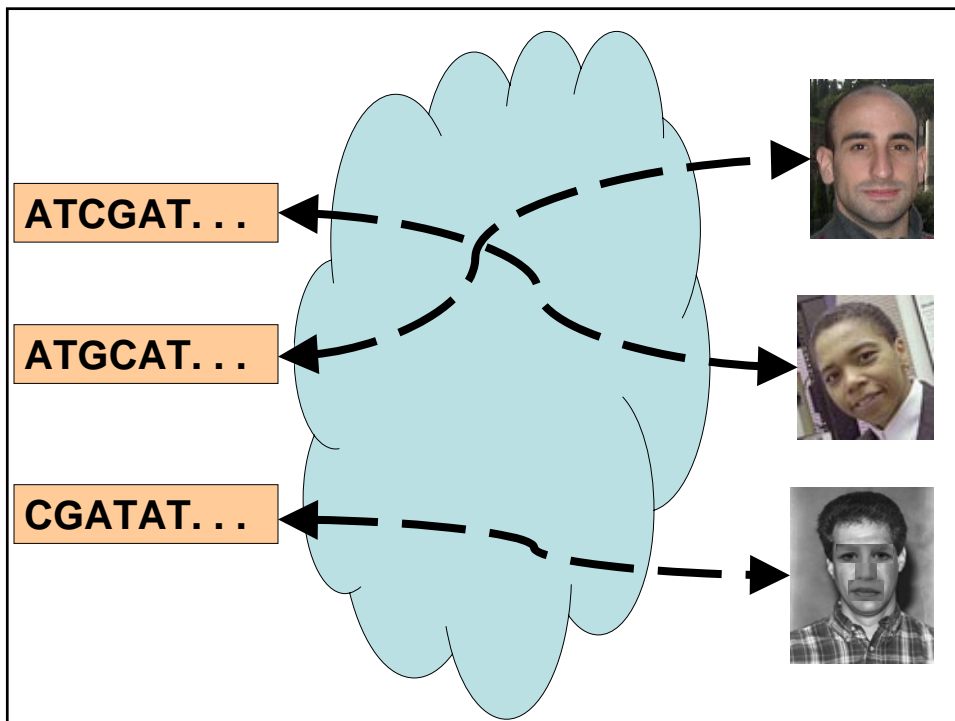 ATCGAT. . .
ATGCAT. . .
CGATAT. . .